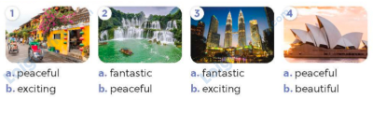 1
2
3
4
a. peaceful
b. exciting
a. fantastic
b. peaceful
a. fantastic
b. exciting
a. peaceful
b. beautiful